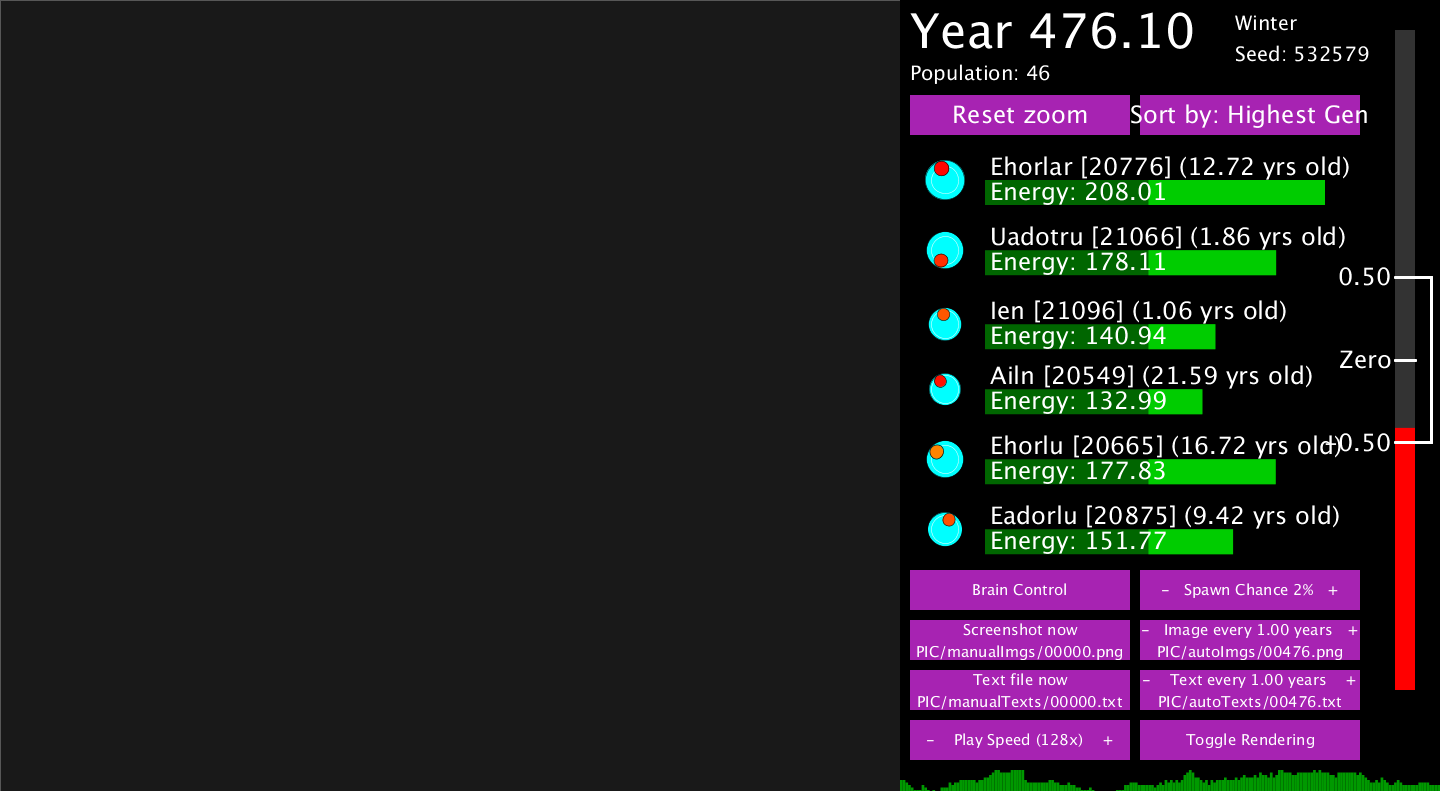 Year 476.10
Winter
Seed: 532579
Population: 46
Reset zoom
Sort by: Highest Gen
Ehorlar [20776] (12.72 yrs old)
Energy: 208.01
Uadotru [21066] (1.86 yrs old)
Energy: 178.11
Ien [21096] (1.06 yrs old)
Energy: 140.94
Ailn [20549] (21.59 yrs old)
Energy: 132.99
Ehorlu [20665] (16.72 yrs old)
Energy: 177.83
Eadorlu [20875] (9.42 yrs old)
Energy: 151.77
0.50
Zero
-0.50
Brain Control
- Spawn Chance 2% +
Screenshot now
PIC/manualImgs/00000.png
- Image every 1.00 years +
PIC/autoImgs/00476.png
Text file now
PIC/manualTexts/00000.txt
- Text every 1.00 years +
PIC/autoTexts/00476.txt
- Play Speed (128x) +
Toggle Rendering